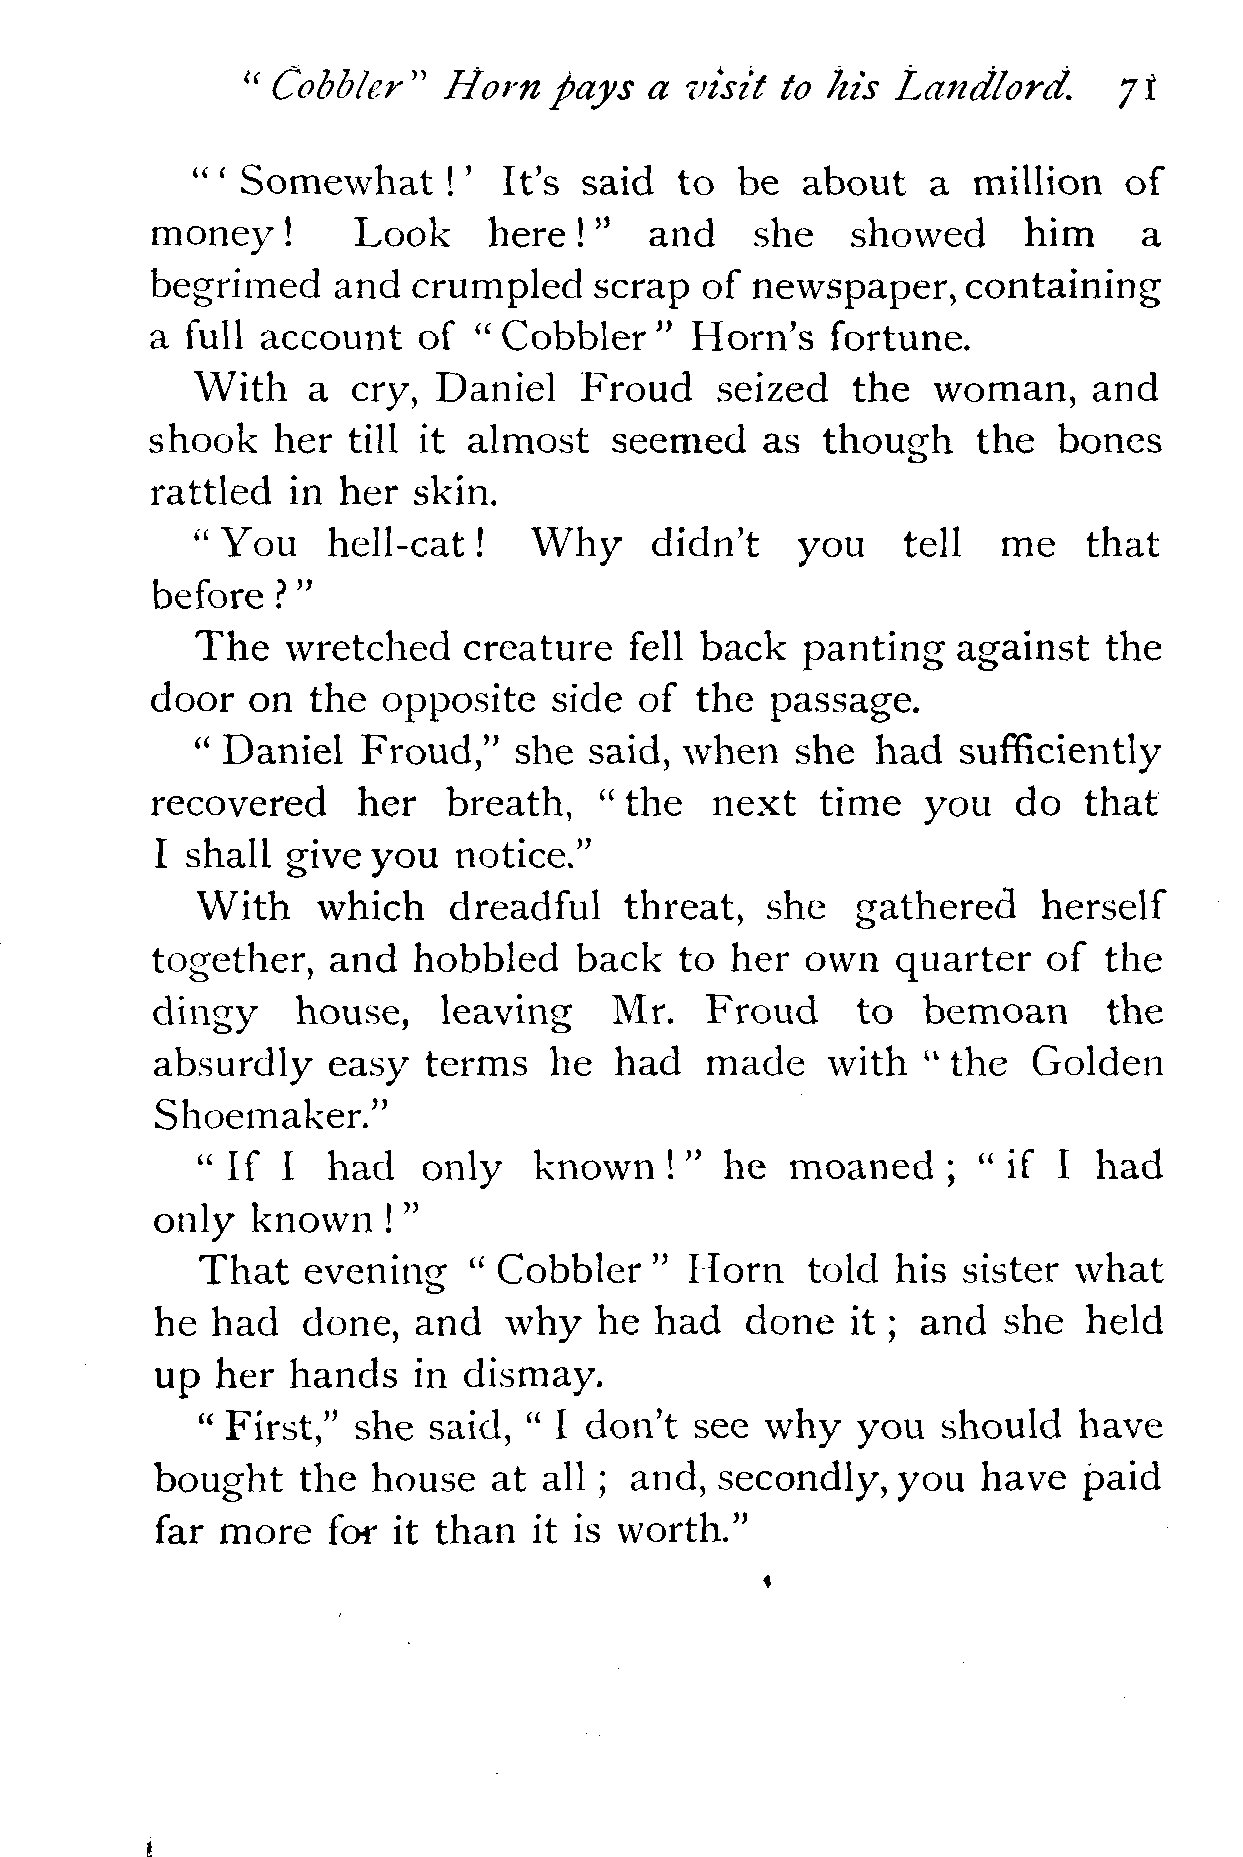 “ Cobbler” Horn pays a visit to his Landlord. 71
“ ‘ Somewhat ! ’ It’s said to be about a million of
money ! Look here ! ” and she showed him a
begrimed and crumpled scrap of newspaper, containing
a full account of “ Cobbler ” Horn’s fortune.
With a cry, Daniel Froud seized the woman, and
shook her till it almost seemed as though the bones
rattled in her skin.
“ You hell-cat ! Why didn’t you tell me that
before ? ”
The wretched creature fell back panting against the
door on the opposite side of the passage.
“ Daniel Froud,” she said, when she had sufficiently
recovered her breath, “ the next time you do that
I shall give you notice.”
With which dreadful threat, she gathered herself
together, and hobbled back to her own quarter of the
dingy house, leaving Mr. Froud to bemoan the
absurdly easy terms he had made with “ the Golden
Shoemaker.”
“ If I had only known ! ” he moaned ; “ if I had
only known ! ”
That evening “ Cobbler ” Horn told his sister what
he had done, and why he had done it ; and she held
up her hands in dismay.
“ First,” she said, “ I don’t see why you should have
bought the house at all ; and, secondly, you have paid
far more for it than it is worth.”